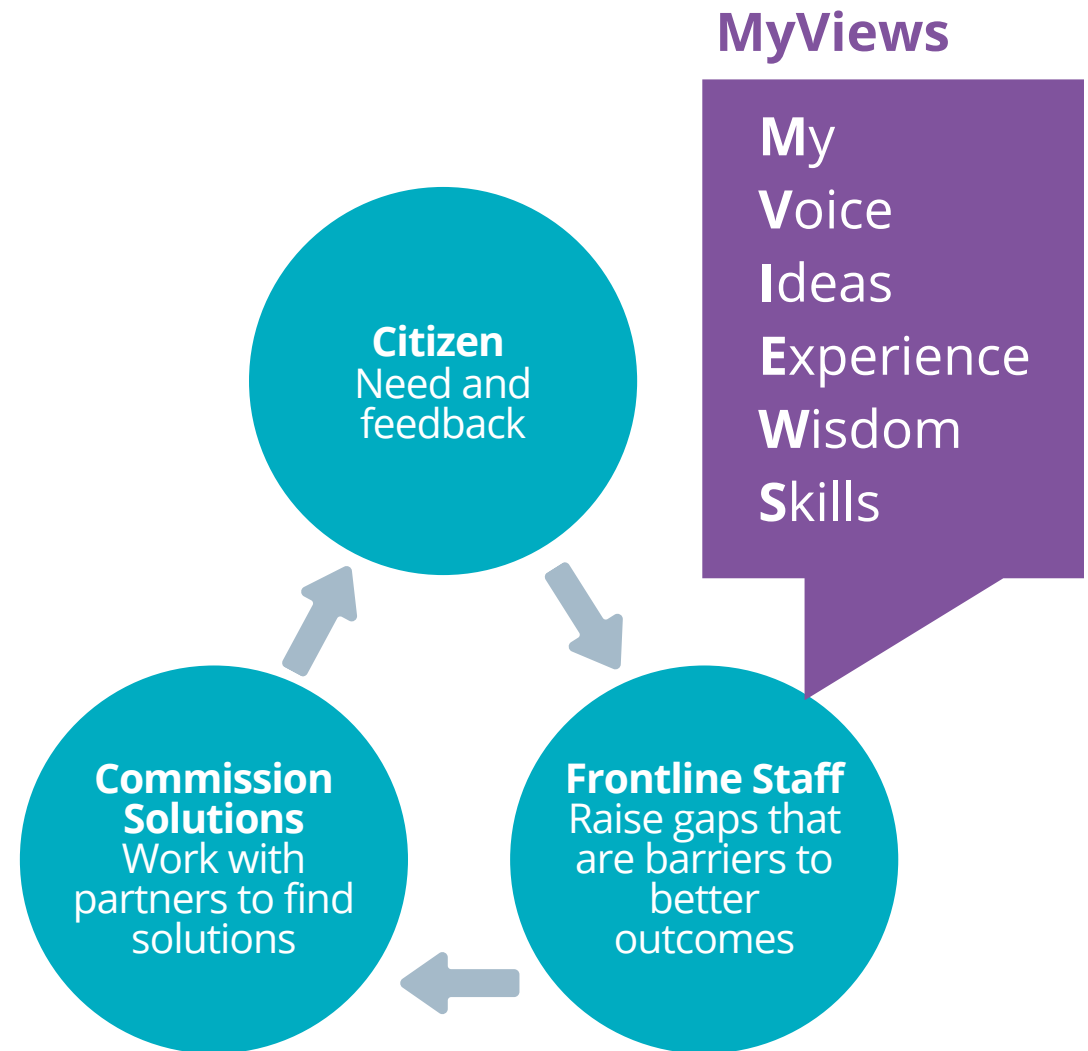 MyViews
My
Voice
Ideas
Experience
Wisdom
Skills
Citizen
Need and
feedback
Frontline Staff
Raise gaps that
are barriers to
better
outcomes
Commission
Solutions
Work with
partners to find
solutions